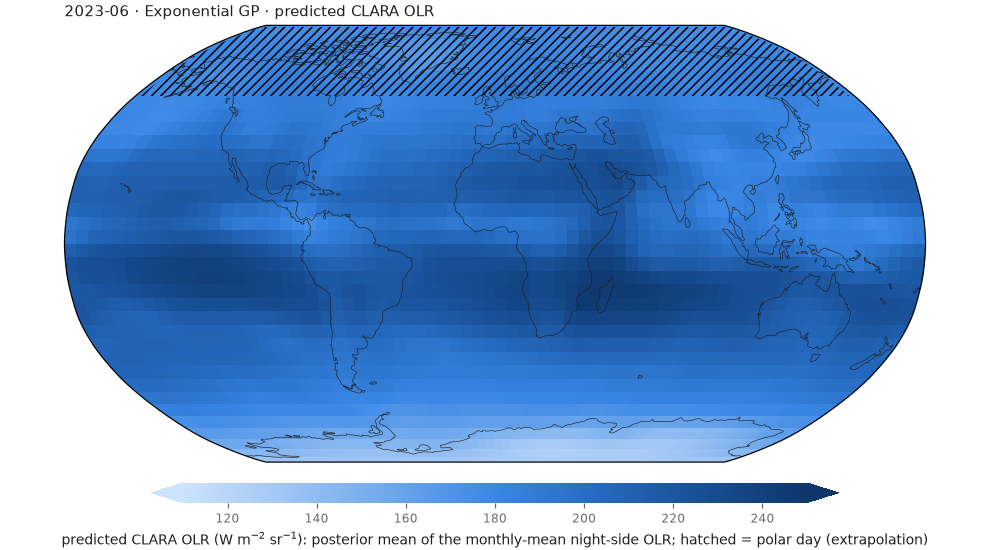 2023-06 · Exponential GP · predicted CLARA OLR
120 140 160 180 200 220 240
predicted CLARA OLR (W m⁻² sr⁻¹): posterior mean of the monthly-mean night-side OLR; hatched = polar day (extrapolation)